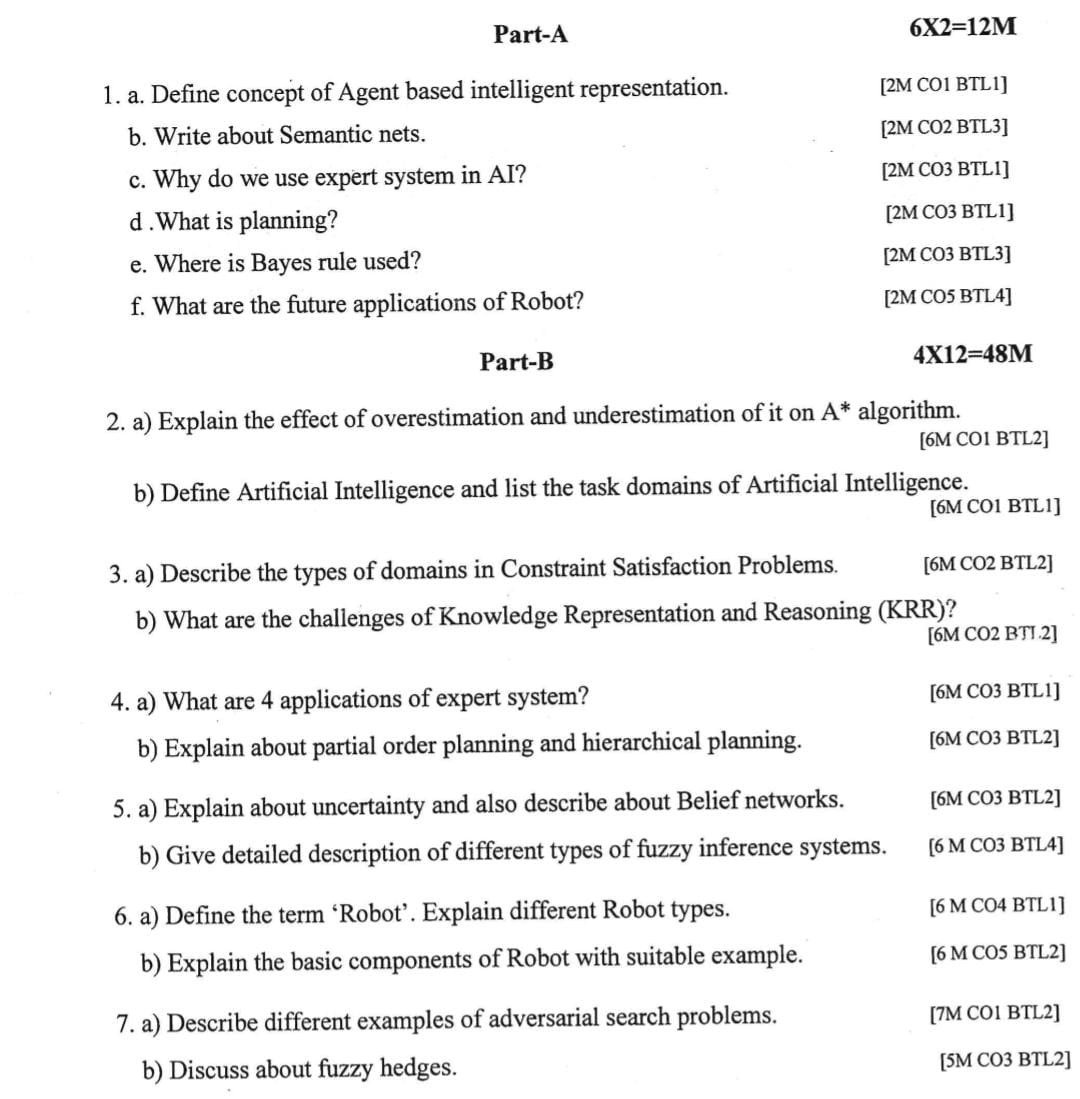 Part-A 6X2=12M
1. a. Define concept of Agent based intelligent representation. [2M CO1 BTL1]
b. Write about Semantic nets. [2M CO2 BTL3]
c. Why do we use expert system in AI? [2M CO3 BTL1]
d .What is planning? [2M CO3 BTL1]
e. Where is Bayes rule used? [2M CO3 BTL3]
f. What are the future applications of Robot? [2M CO5 BTL4]
Part-B 4X12=48M
2. a) Explain the effect of overestimation and underestimation of it on A* algorithm.
[6M CO1 BTL2]
b) Define Artificial Intelligence and list the task domains of Artificial Intelligence.
[6M CO1 BTL1]
3. a) Describe the types of domains in Constraint Satisfaction Problems. [6M CO2 BTL2]
b) What are the challenges of Knowledge Representation and Reasoning (KRR)?
[6M CO2 BTL2]
4. a) What are 4 applications of expert system? [6M CO3 BTL1]
b) Explain about partial order planning and hierarchical planning. [6M CO3 BTL2]
5. a) Explain about uncertainty and also describe about Belief networks. [6M CO3 BTL2]
b) Give detailed description of different types of fuzzy inference systems. [6 M CO3 BTL4]
6. a) Define the term ‘Robot’. Explain different Robot types. [6 M CO4 BTL1]
b) Explain the basic components of Robot with suitable example. [6 M CO5 BTL2]
7. a) Describe different examples of adversarial search problems. [7M CO1 BTL2]
b) Discuss about fuzzy hedges. [5M CO3 BTL2]